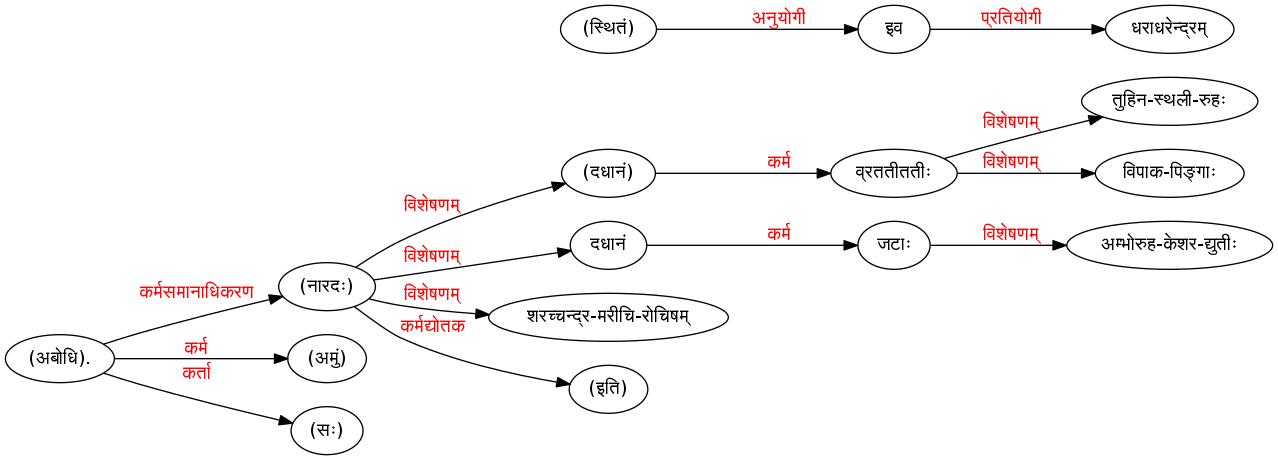 (स्थितं) अनुयोगी इव प्रतियोगी धराधरेन्द्रम्
तुहिन-स्थली-रुहः
विशेषणम्
(दधानं) कर्म व्रततीततीः विशेषणम् विपाक-पिङ्गाः
विशेषणम्
विशेषणम् दधानं कर्म जटाः विशेषणम् अम्भोरुह-केशर-द्युतीः
कर्मसमानाधिकरण (नारदः) विशेषणम्
शरच्चन्द्र-मरीचि-रोचिषम्
कर्मद्योतक
(अबोधि). कर्म (अमुं)
कर्ता (इति)
(सः)